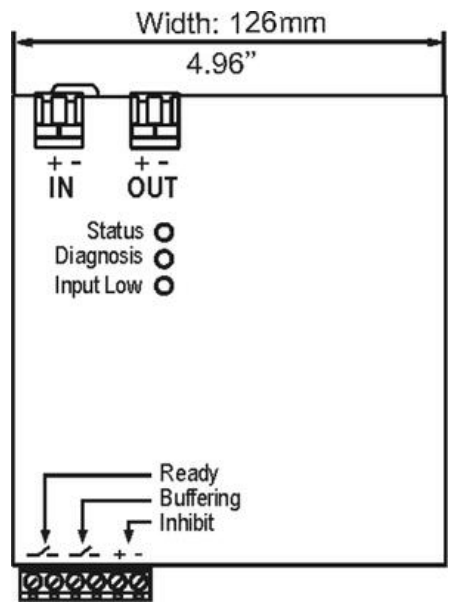 Width: 126mm
4.96”
+ - + -
IN OUT
Status
Diagnosis
Input Low
Ready
Buffering
Inhibit
+ -